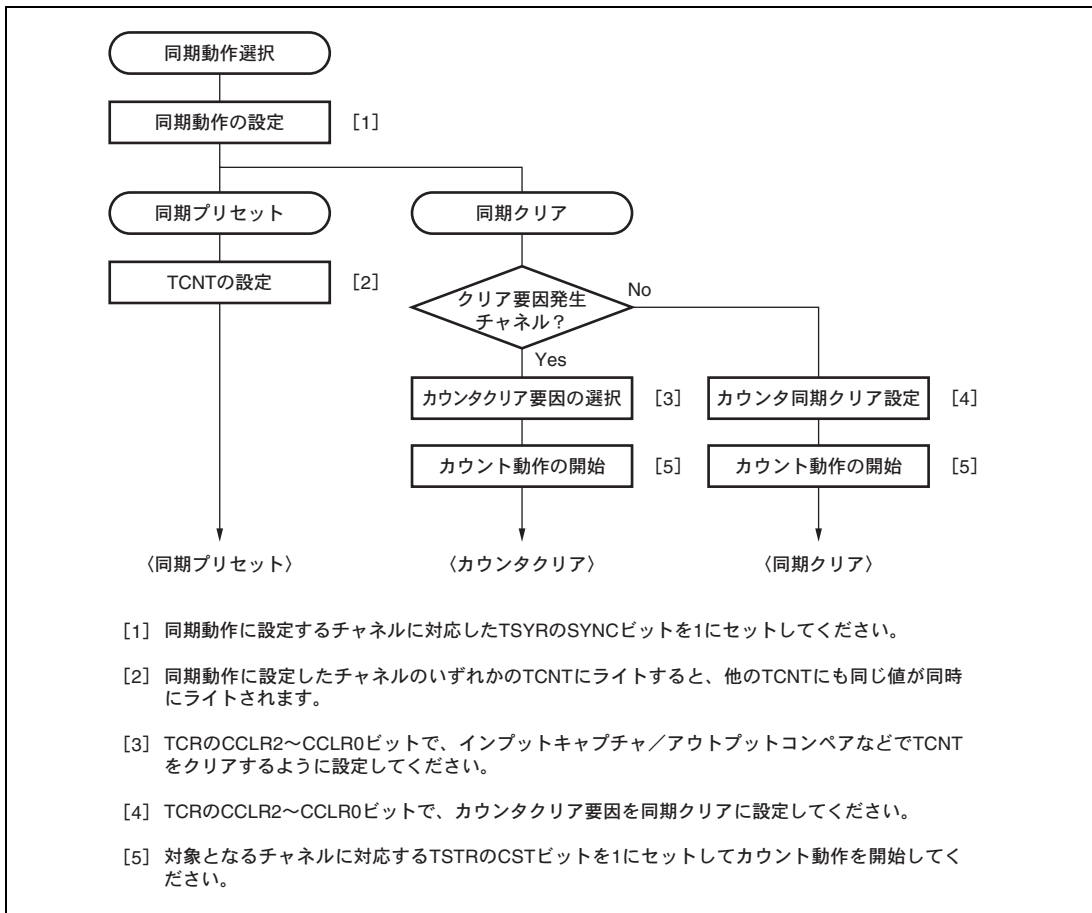 同期動作選択
同期動作の設定 [1]
同期プリセット 同期クリア
TCNTの設定 [2]
クリア要因発生
チャネル？
No
Yes
カウンタクリア要因の選択 [3] カウンタ同期クリア設定 [4]
カウント動作の開始 [5] カウント動作の開始 [5]
〈同期プリセット〉 〈カウンタクリア〉 〈同期クリア〉
[1] 同期動作に設定するチャネルに対応したTSYRのSYNCビットを1にセットしてください。
[2] 同期動作に設定したチャネルのいずれかのTCNTにライトすると、他のTCNTにも同じ値が同時
にライトされます。
[3] TCRのCCLR2～CCLR0ビットで、インプットキャプチャ／アウトプットコンペアなどでTCNT
をクリアするように設定してください。
[4] TCRのCCLR2～CCLR0ビットで、カウンタクリア要因を同期クリアに設定してください。
[5] 対象となるチャネルに対応するTSTRのCSTビットを1にセットしてカウント動作を開始してく
ださい。